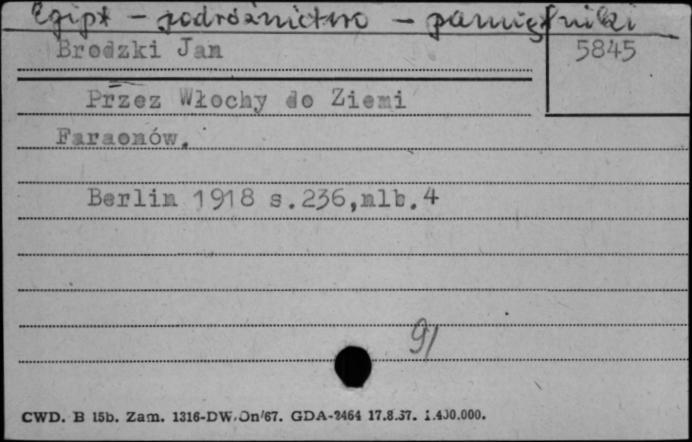 Egipt - podróżnictwo - pamiętniki
Brodzki Jan
5845
Przez Włochy do Ziemi
Faraonów.
Berlin 1918 s.236,nlb.4
91
CWD. B 15b. Zam. 1316-DW.On/67. GDA-2464 17.8.67. 1.400.000.